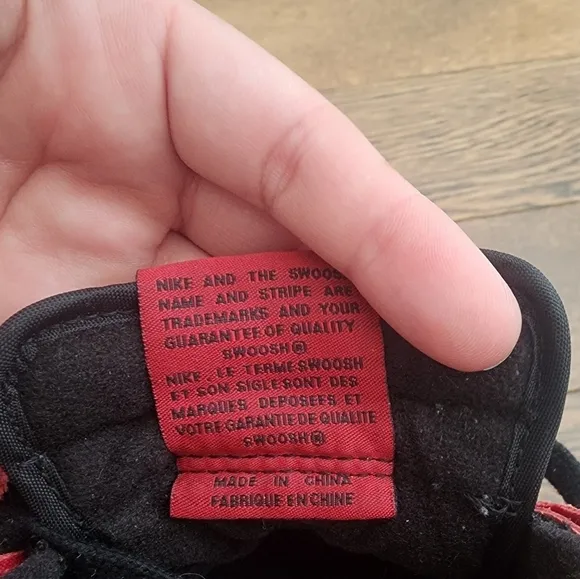 NIKE AND THE SWOOS
NAME AND STRIPE ARE
TRADEMARKS AND YOUR
GUARANTEE OF QUALITY
SWOOSH®
NIKE, LE TERME SWOOSH
ET SON SIGLE SONT DES
MARQUES DEPOSEES ET
VOTRE GARANTIE DE QUALITE
SWOOSH®
MADE IN CHINA
FABRIQUE EN CHINE